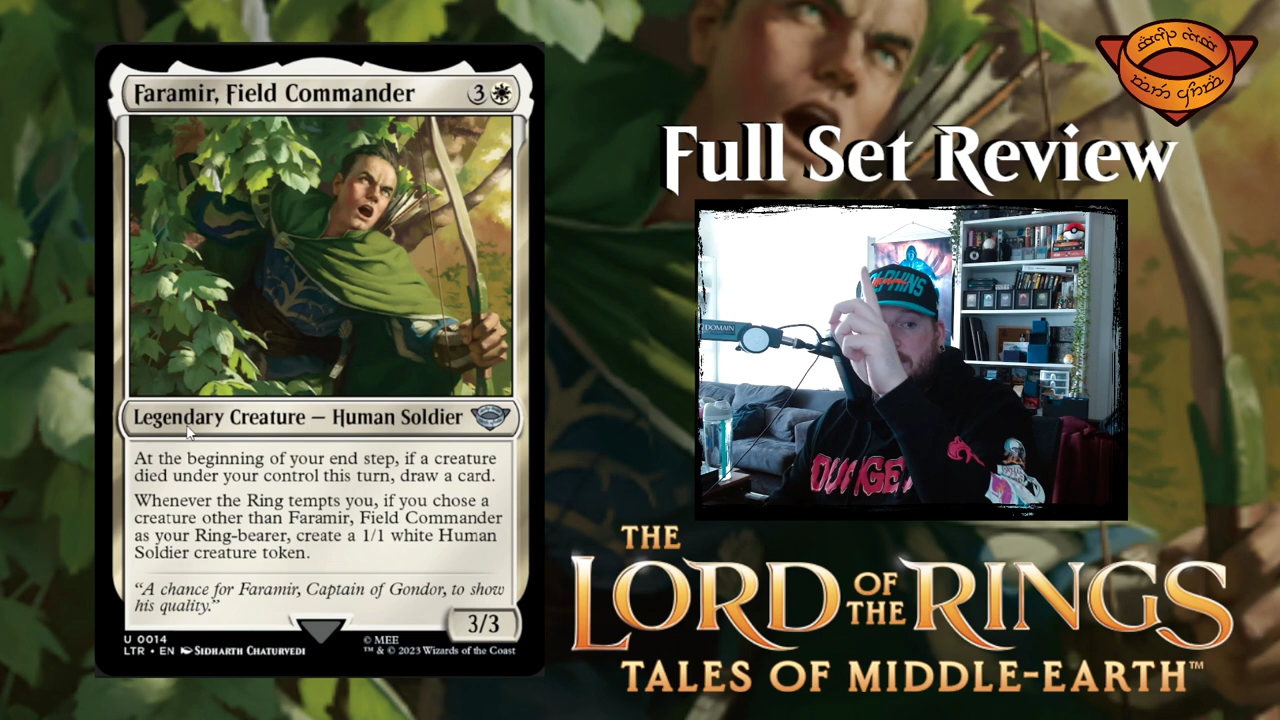 Faramir, Field Commander 3
Legendary Creature — Human Soldier
At the beginning of your end step, if a creature
died under your control this turn, draw a card.
Whenever the Ring tempts you, if you chose a
creature other than Faramir, Field Commander
as your Ring-bearer, create a 1/1 white Human
Soldier creature token.
“A chance for Faramir, Captain of Gondor, to show
his quality.”
3/3
U 0014
LTR • EN SIDHARTH CHATURVEDI
© MEE
™ & © 2023 Wizards of the Coast
Full Set Review
DOLPHINS
DOMAIN
THE
LORD OF THE RINGS
TALES OF MIDDLE-EARTH™